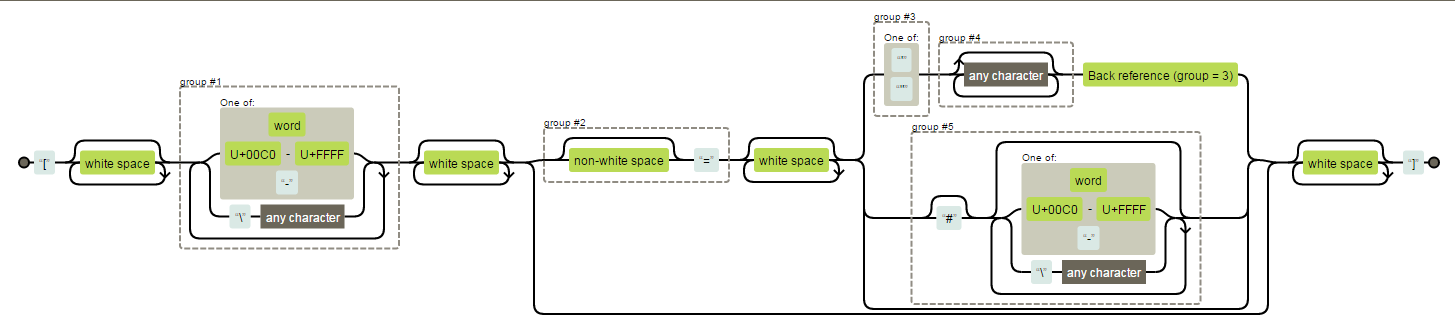 group #3
One of:
group #4
“'”
any character
Back reference (group = 3)
“"”
group #1
One of:
word
U+00C0 - U+FFFF
“-”
“\” any character
group #2
group #5
One of:
word
U+00C0 - U+FFFF
“-”
“\” any character
“[”
white space
white space
non-white space
“=”
white space
“#”
white space
“]”